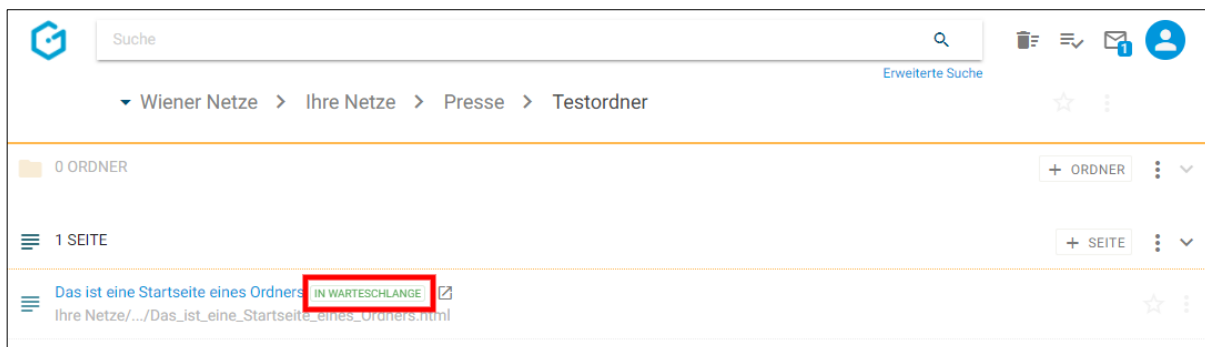 Suche
1
Erweiterte Suche
Wiener Netze > Ihre Netze > Presse > Testordner
0 ORDNER
+ ORDNER
1 SEITE
+ SEITE
Das ist eine Startseite eines Ordners IN WARTESCHLANGE
Ihre Netze/.../Das_ist_eine_Startseite_eines_Ordners.html